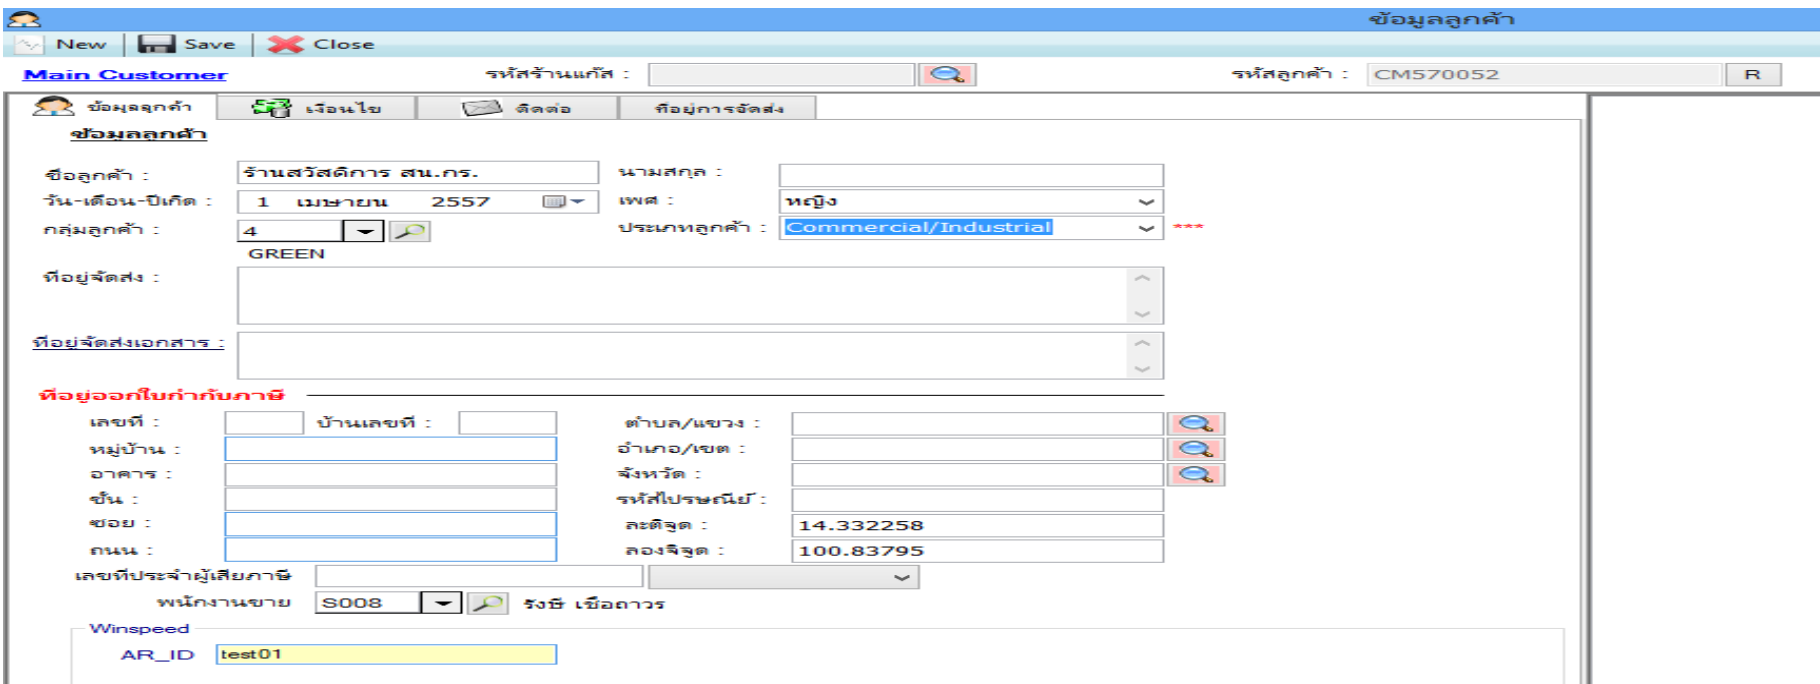 ข้อมูลลูกค้า
New Save Close
Main Customer รหัสร้านแก๊ส : รหัสลูกค้า : CM570052 R
ข้อมูลลูกค้า เงื่อนไข ติดต่อ ที่อยู่การจัดส่ง
ข้อมูลลูกค้า
ชื่อลูกค้า : ร้านสวัสดิการ สน.กร. นามสกุล :
วัน-เดือน-ปีเกิด : 1 เมษายน 2557 เพศ : หญิง
กลุ่มลูกค้า : 4 ประเภทลูกค้า : Commercial/Industrial ***
GREEN
ที่อยู่จัดส่ง :
ที่อยู่จัดส่งเอกสาร :
ที่อยู่ออกใบกำกับภาษี
เลขที่ : บ้านเลขที่ : ตำบล/แขวง :
หมู่บ้าน : อำเภอ/เขต :
อาคาร : จังหวัด :
ชั้น : รหัสไปรษณีย์ :
ซอย : ละติจูด : 14.332258
ถนน : ลองจิจูด : 100.83795
เลขที่ประจำผู้เสียภาษี
พนักงานขาย S008 รังษี เชื้อถาวร
Winspeed
AR_ID test01